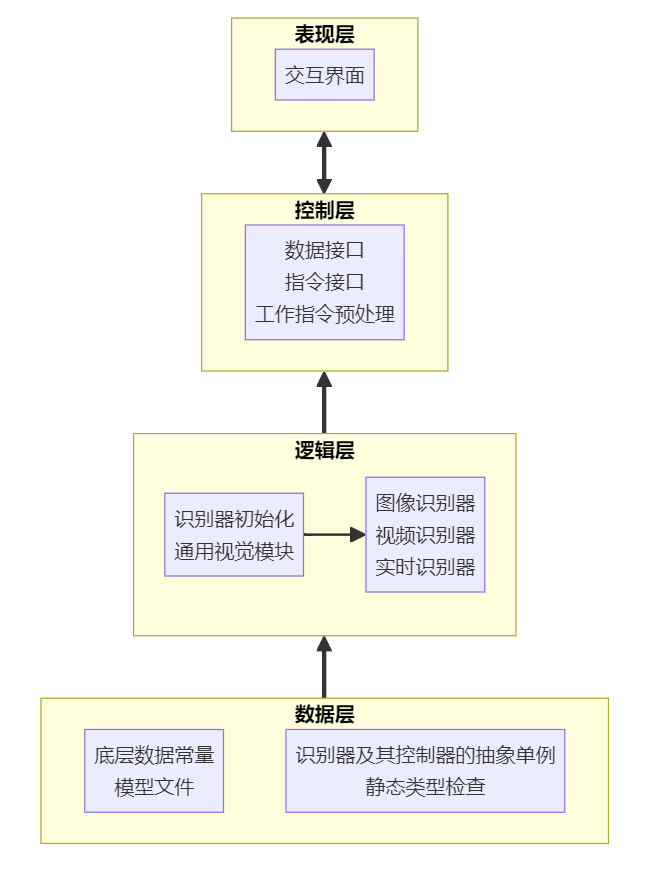 表现层
交互界面
控制层
数据接口
指令接口
工作指令预处理
逻辑层
识别器初始化
通用视觉模块
图像识别器
视频识别器
实时识别器
数据层
底层数据常量
模型文件
识别器及其控制器的抽象单例
静态类型检查